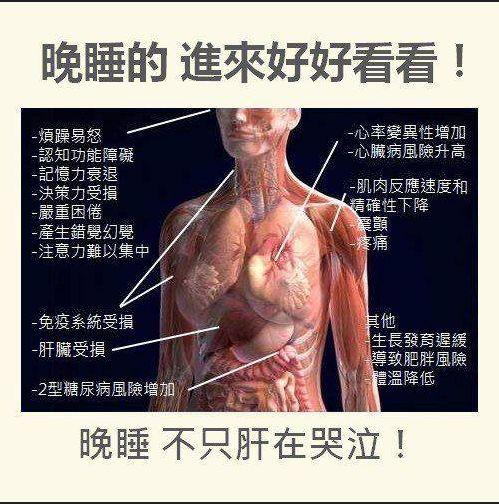 晚睡的 進來好好看看！
-煩躁易怒
-認知功能障礙
-記憶力衰退
-決策力受損
-嚴重困倦
-產生錯覺幻覺
-注意力難以集中
-免疫系統受損
-肝臟受損
-2型糖尿病風險增加
-心率變異性增加
-心臟病風險升高
-肌肉反應速度和
精確性下降
-震顫
-疼痛
其他
-生長發育遲緩
-導致肥胖風險
-體溫降低
晚睡 不只肝在哭泣！